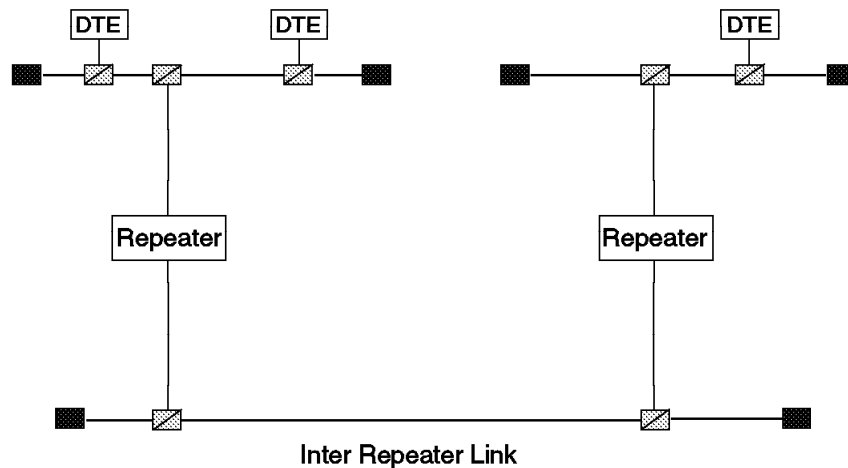 DTE
DTE
DTE
Repeater
Repeater
Inter Repeater Link